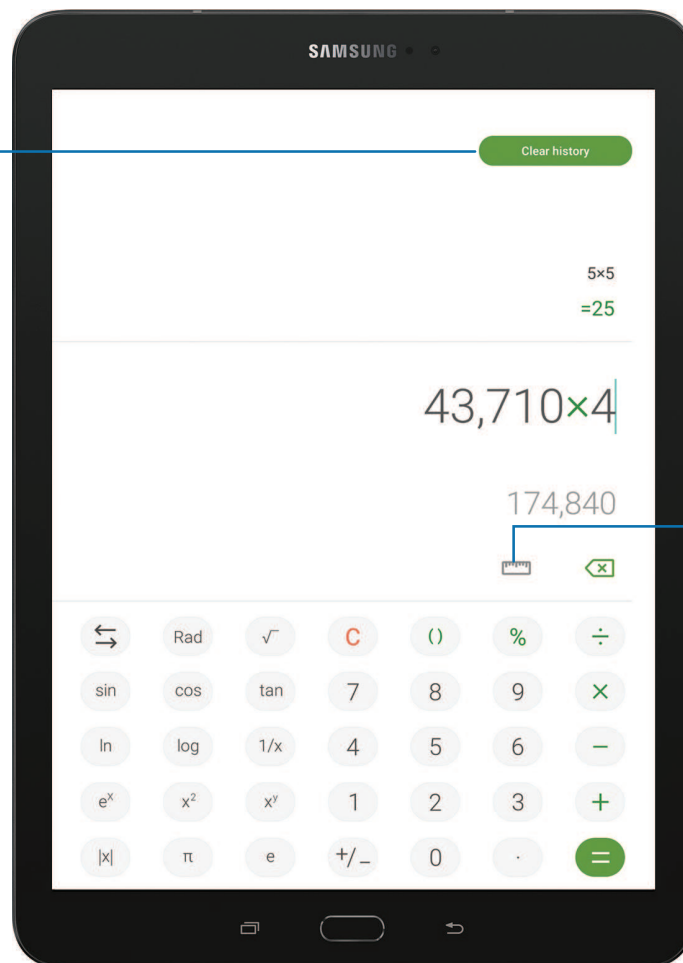 SAMSUNG
Clear history
5×5
=25
43,710×4
174,840
Rad √ C () % ÷
sin cos tan 7 8 9 ×
ln log 1/x 4 5 6 −
eˣ x² xʸ 1 2 3 +
|x| π e +/− 0 . =